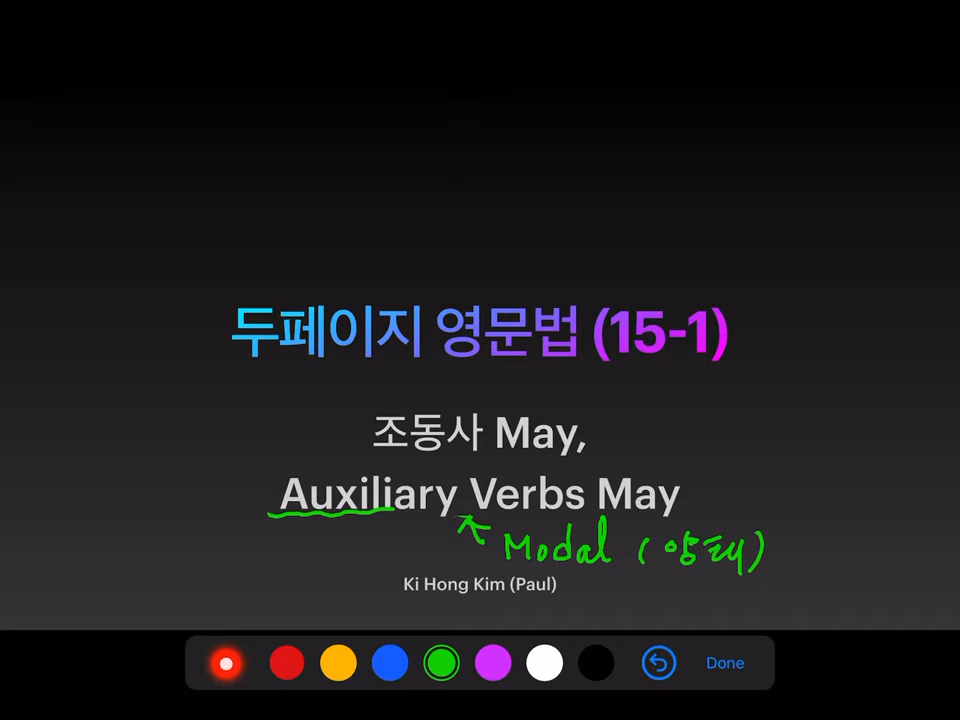 두페이지 영문법 (15-1)
조동사 May,
Auxiliary Verbs May
Modal (양태)
Ki Hong Kim (Paul)
Done